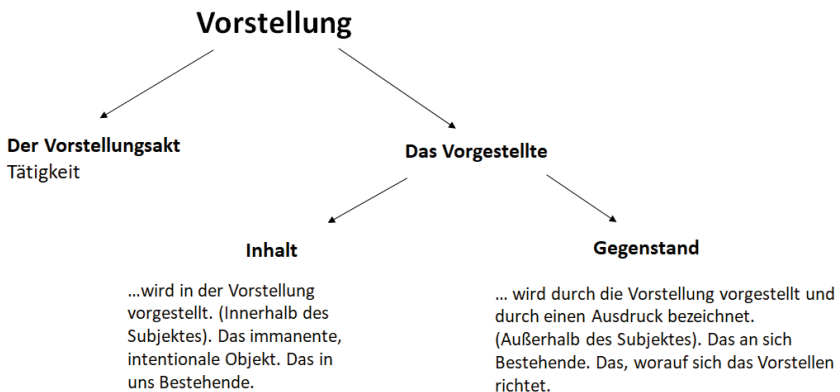 Vorstellung
Der Vorstellungsakt
Tätigkeit
Das Vorgestellte
Inhalt
...wird in der Vorstellung
vorgestellt. (Innerhalb des
Subjektes). Das immanente,
intentionale Objekt. Das in
uns Bestehende.
Gegenstand
... wird durch die Vorstellung vorgestellt und
durch einen Ausdruck bezeichnet.
(Außerhalb des Subjektes). Das an sich
Bestehende. Das, worauf sich das Vorstellen
richtet.